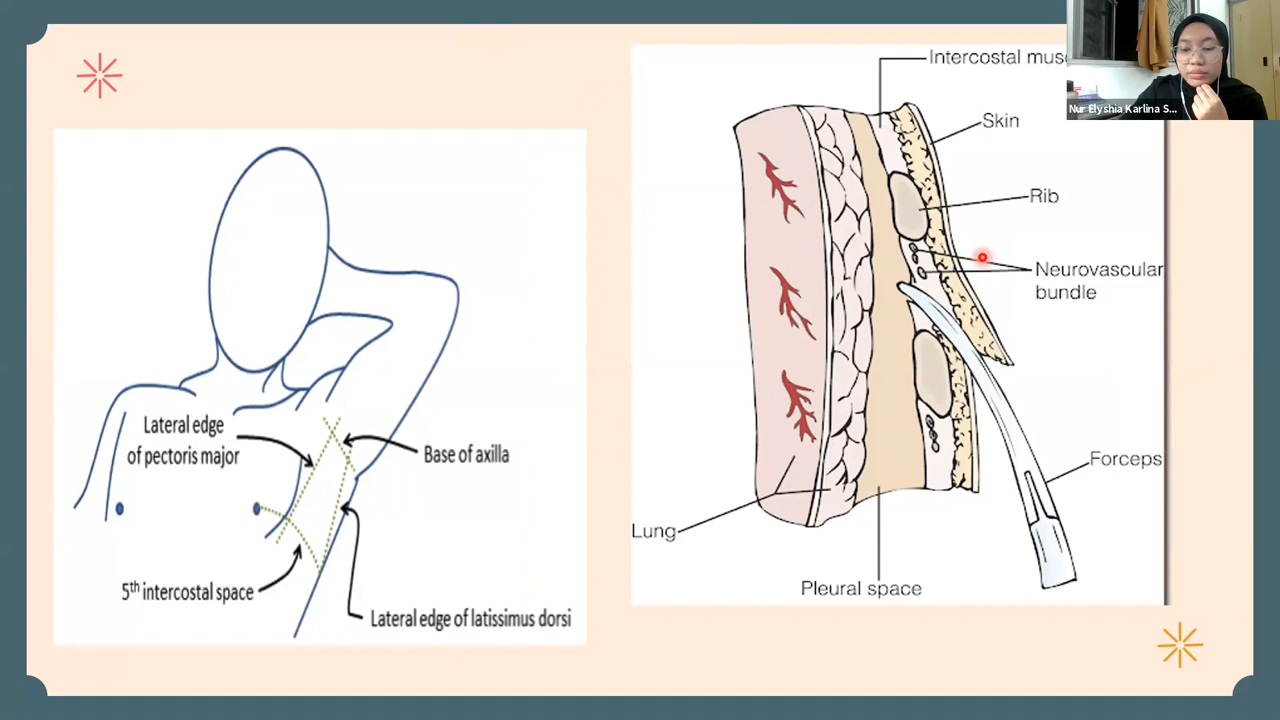 Lateral edge
of pectoris major
Base of axilla
5th intercostal space
Lateral edge of latissimus dorsi
Intercostal musc
Skin
Rib
Neurovascular
bundle
Forceps
Lung
Pleural space
Nur Elyshia Karlina S...